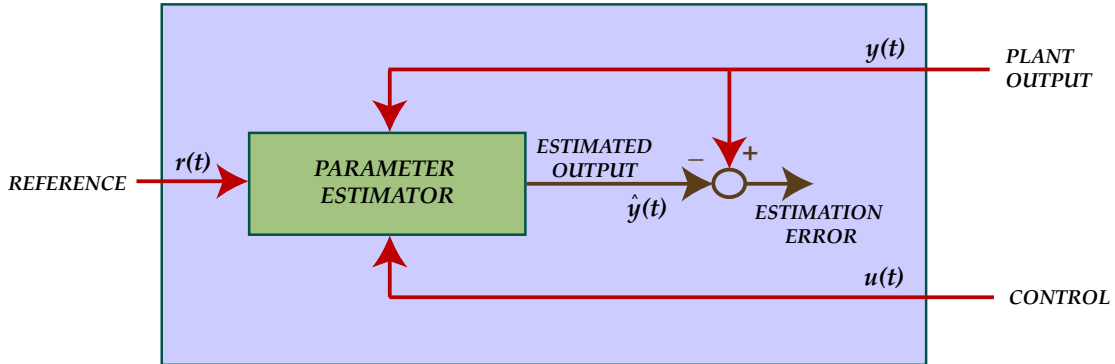 y(t)
PLANT
OUTPUT
REFERENCE
r(t)
PARAMETER
ESTIMATOR
ESTIMATED
OUTPUT
ŷ(t)
−
+
ESTIMATION
ERROR
u(t)
CONTROL